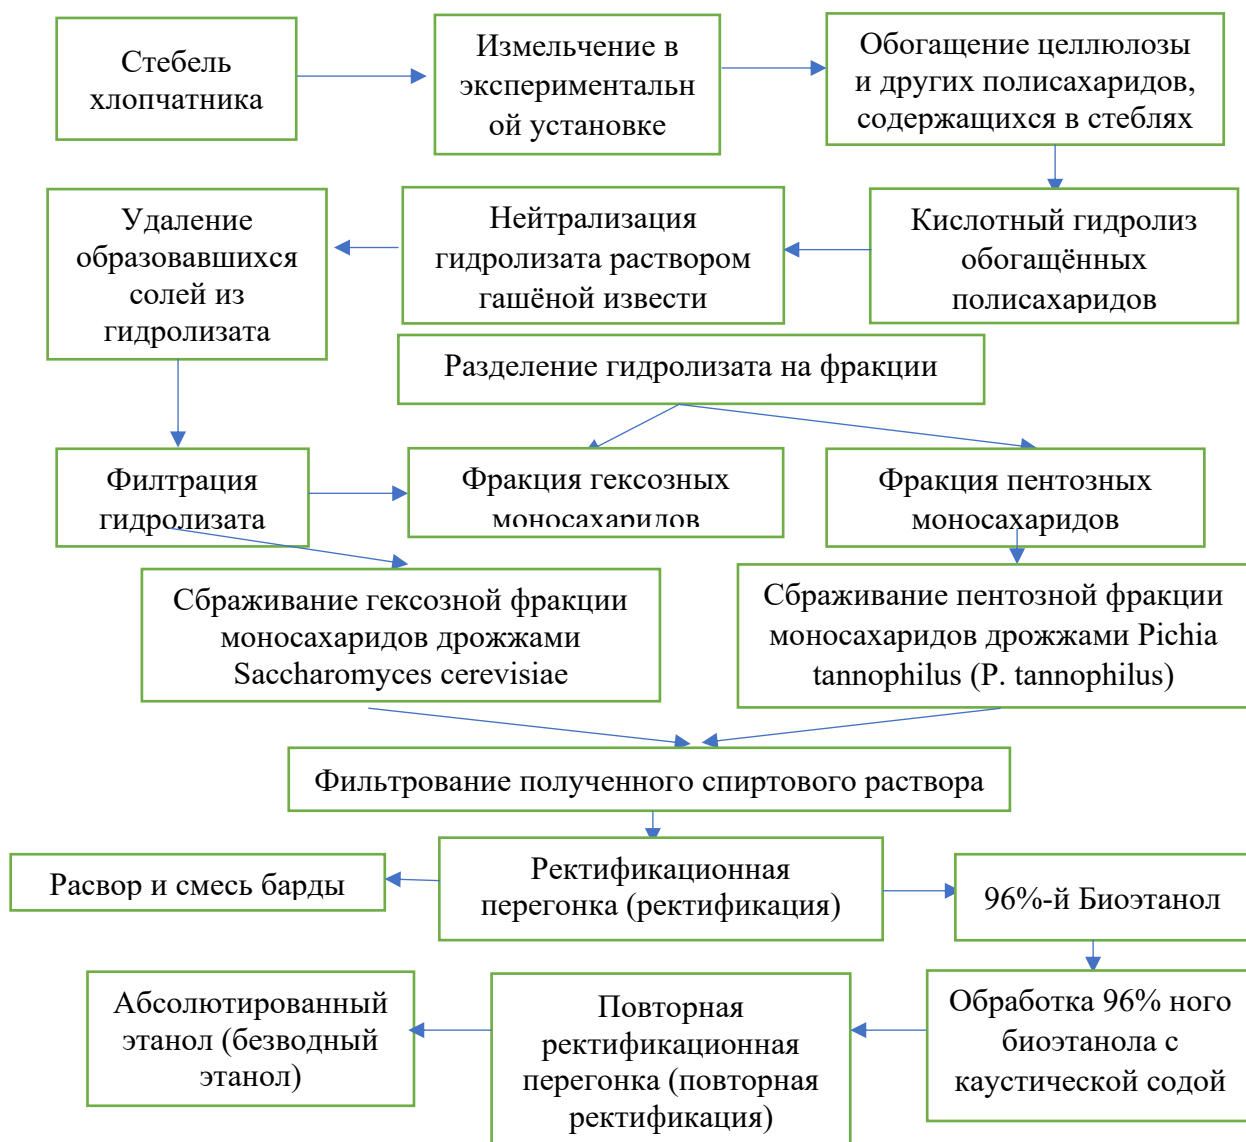 Стебель
хлопчатника
Измельчение в
экспериментальн
ой установке
Обогащение целлюлозы
и других полисахаридов,
содержащихся в стеблях
Кислотный гидролиз
обогащённых
полисахаридов
Нейтрализация
гидролизата раствором
гашёной извести
Удаление
образовавшихся
солей из
гидролизата
Разделение гидролизата на фракции
Филтрация
гидролизата
Фракция гексозных
моносахаридов
Фракция пентозных
моносахаридов
Сбраживание гексозной фракции
моносахаридов дрожжами
Saccharomyces cerevisiae
Сбраживание пентозной фракции
моносахаридов дрожжами Pichia
tannophilus (P. tannophilus)
Фильтрование полученного спиртового раствора
Расвор и смесь барды
Ректификационная
перегонка (ректификация)
96%-й Биоэтанол
Обработка 96% ного
биоэтанола с
каустической содой
Повторная
ректификационная
перегонка (повторная
ректификация)
Абсолютированный
этанол (безводный
этанол)